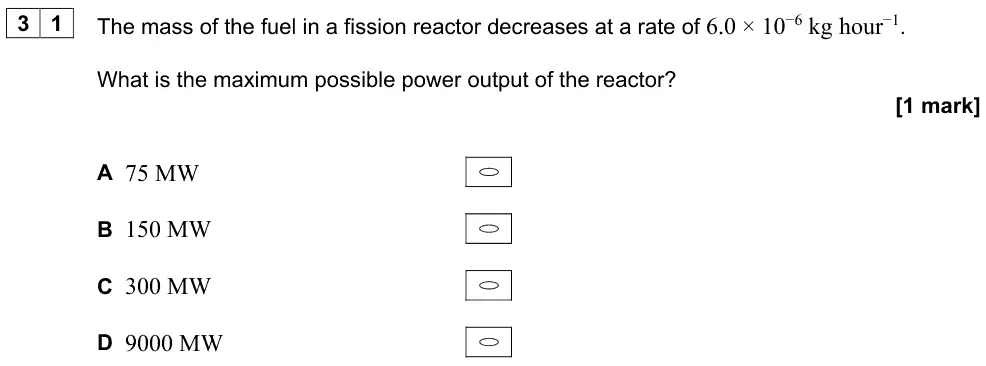 3 1 The mass of the fuel in a fission reactor decreases at a rate of 6.0 × 10⁻⁶ kg hour⁻¹.
What is the maximum possible power output of the reactor?
[1 mark]
A 75 MW
B 150 MW
C 300 MW
D 9000 MW